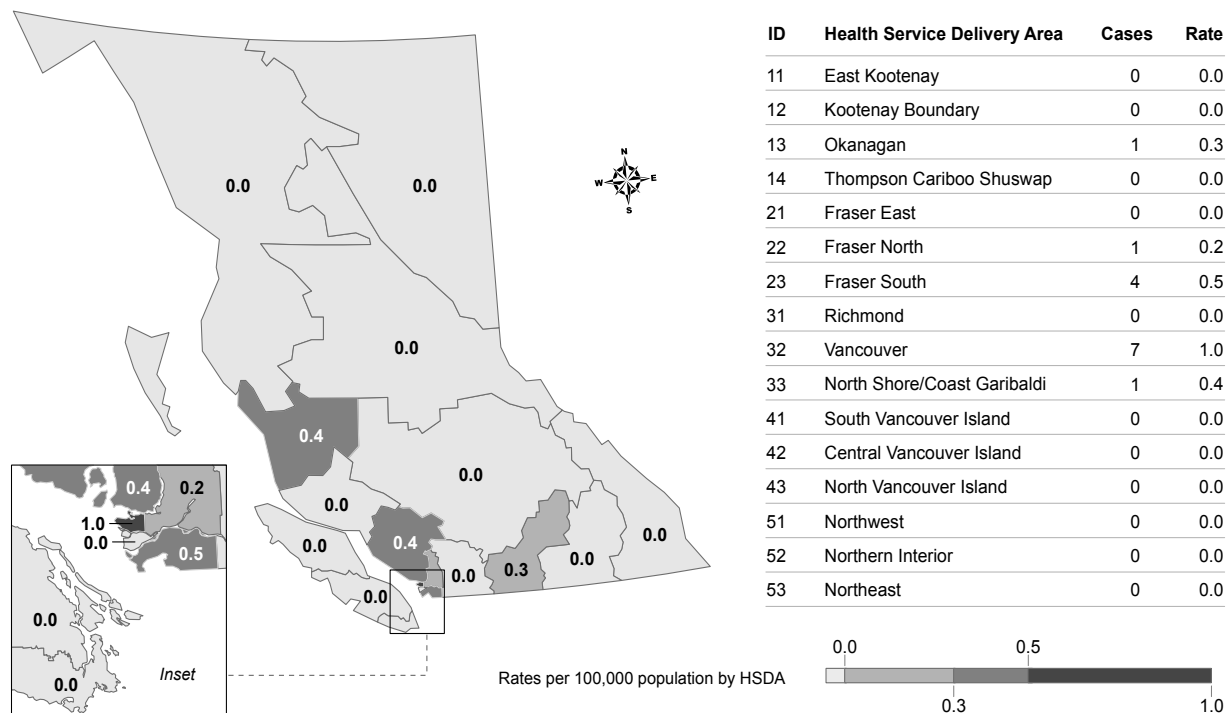 ID Health Service Delivery Area Cases Rate
11 East Kootenay 0 0.0
12 Kootenay Boundary 0 0.0
13 Okanagan 1 0.3
14 Thompson Cariboo Shuswap 0 0.0
21 Fraser East 0 0.0
22 Fraser North 1 0.2
23 Fraser South 4 0.5
31 Richmond 0 0.0
32 Vancouver 7 1.0
33 North Shore/Coast Garibaldi 1 0.4
41 South Vancouver Island 0 0.0
42 Central Vancouver Island 0 0.0
43 North Vancouver Island 0 0.0
51 Northwest 0 0.0
52 Northern Interior 0 0.0
53 Northeast 0 0.0
N
W E
S
0.0 0.0
0.0
0.4
0.0
0.0
0.0
0.4
0.0
0.3
0.0
0.0
0.0
0.4
0.2
1.0
0.0
0.5
0.0
0.0
Inset
Rates per 100,000 population by HSDA
0.0 0.5
0.3 1.0